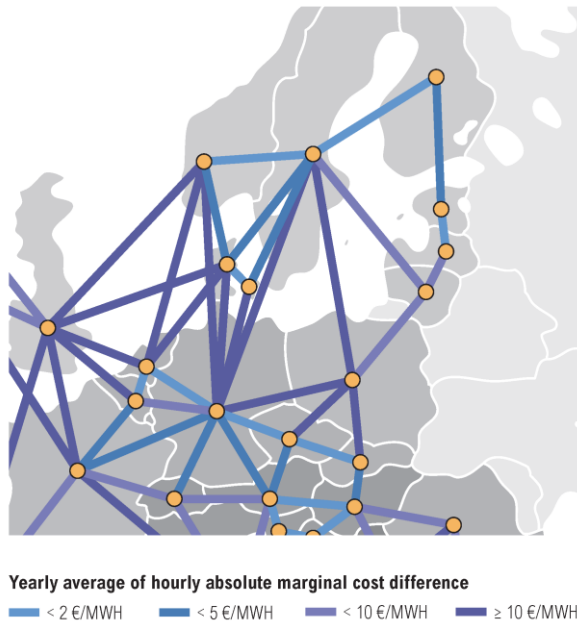 Yearly average of hourly absolute marginal cost difference
< 2 €/MWH < 5 €/MWH < 10 €/MWH ≥ 10 €/MWH